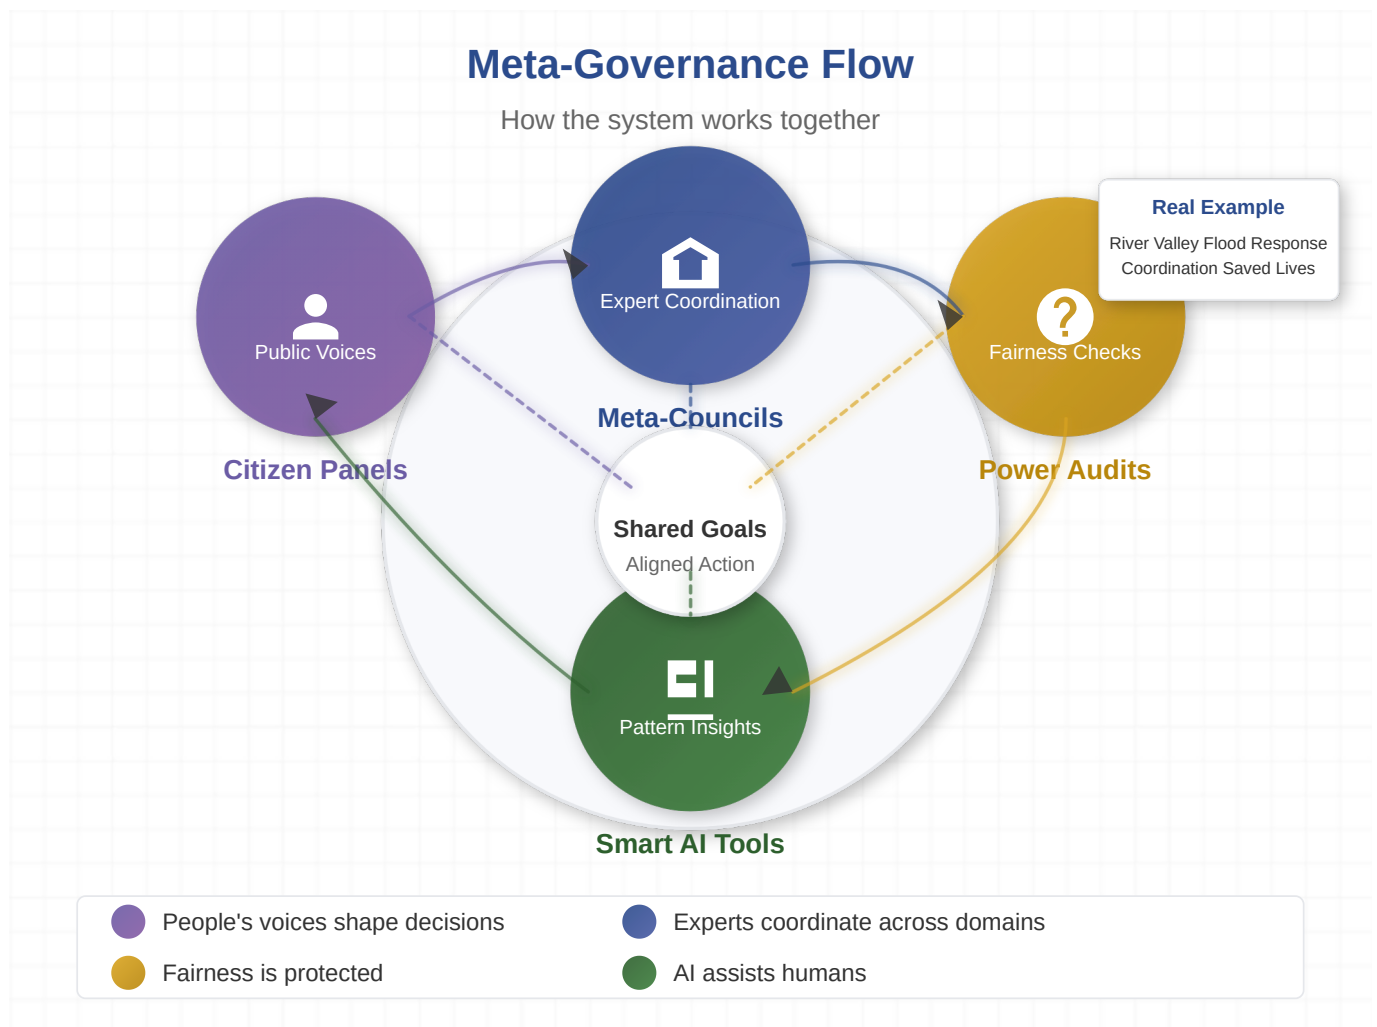 Meta-Governance Flow
How the system works together
Real Example
River Valley Flood Response
Coordination Saved Lives
Expert Coordination
Public Voices
Fairness Checks
Meta-Councils
Citizen Panels
Power Audits
Shared Goals
Aligned Action
Pattern Insights
Smart AI Tools
People's voices shape decisions
Experts coordinate across domains
Fairness is protected
AI assists humans